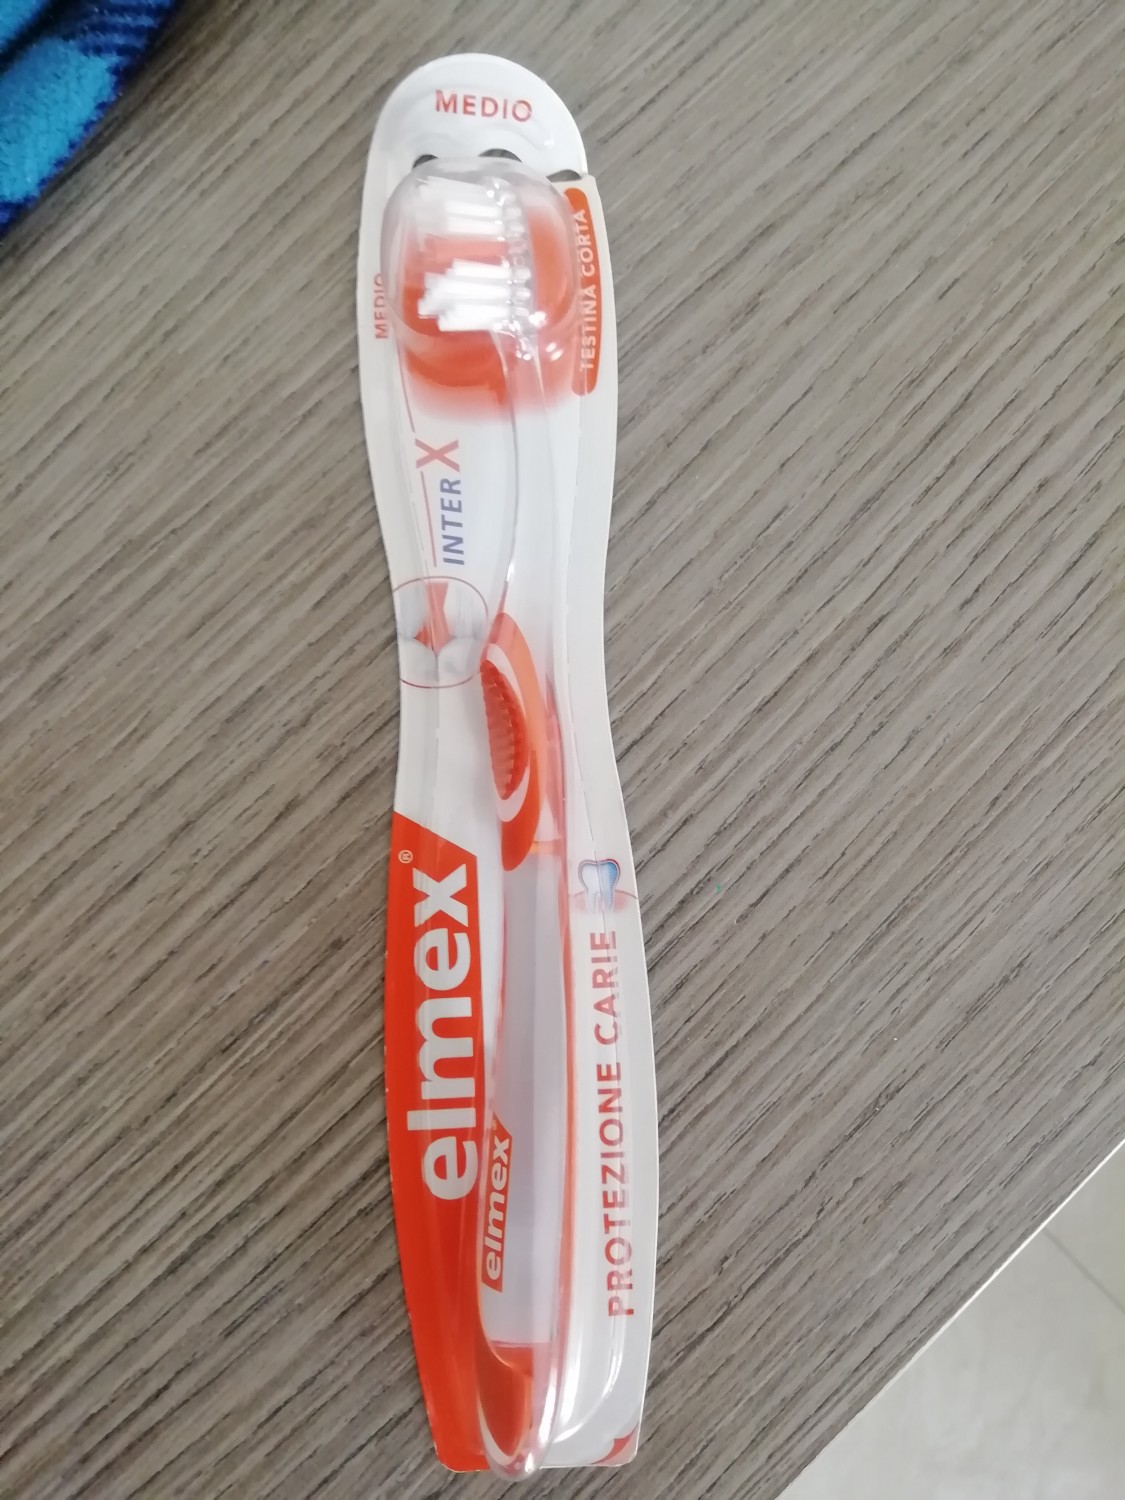 MEDIO
MEDIO
TESTINA CORTA
INTER X
elmex®
elmex
PROTEZIONE CARIE